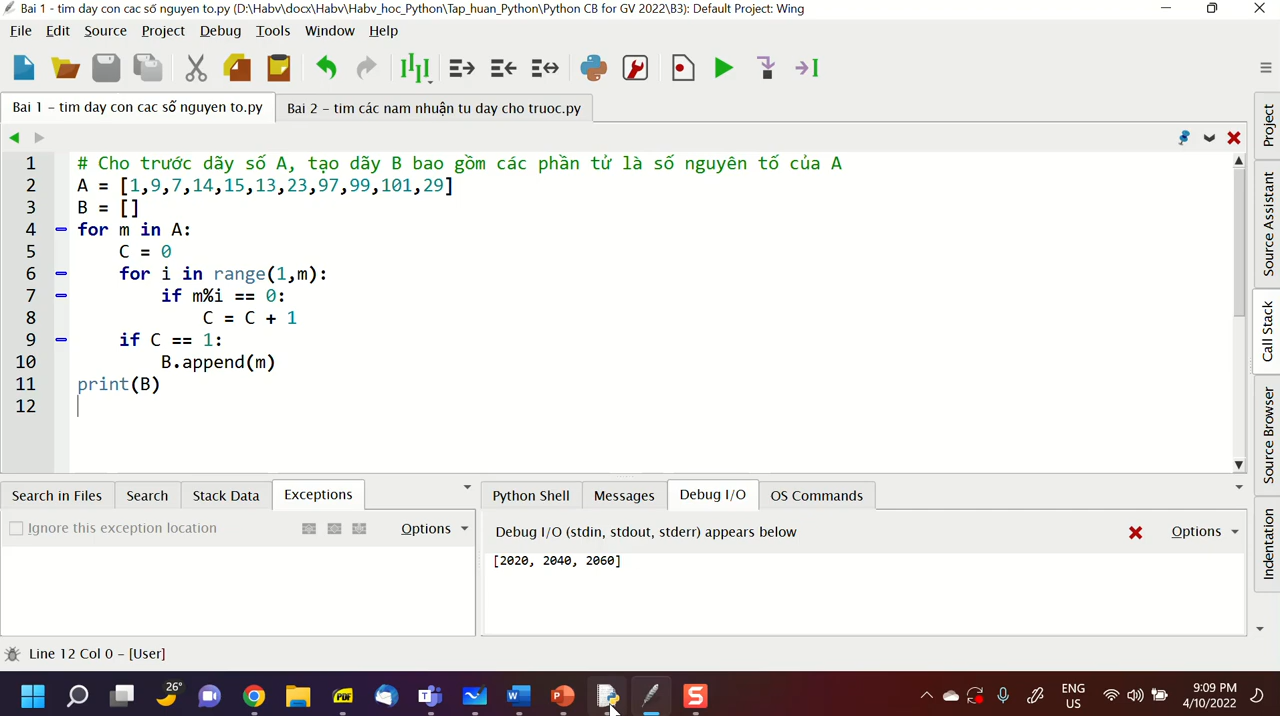 Bai 1 - tim day con cac số nguyen to.py (D:\Habv\docx\Habv\Habv_hoc_Python\Tap_huan_Python\Python CB for GV 2022\B3): Default Project: Wing
File Edit Source Project Debug Tools Window Help
Bai 1 - tim day con cac số nguyen to.py Bai 2 - tim các nam nhuận tu day cho truoc.py
1 # Cho trước dãy số A, tạo dãy B bao gồm các phần tử là số nguyên tố của A
2 A = [1,9,7,14,15,13,23,97,99,101,29]
3 B = []
4 for m in A:
5 C = 0
6 for i in range(1,m):
7 if m%i == 0:
8 C = C + 1
9 if C == 1:
10 B.append(m)
11 print(B)
12
Project
Source Assistant
Call Stack
Source Browser
Indentation
Search in Files Search Stack Data Exceptions
Ignore this exception location Options
Python Shell Messages Debug I/O OS Commands
Debug I/O (stdin, stdout, stderr) appears below Options
[2020, 2040, 2060]
Line 12 Col 0 - [User]
26°
PDF
ENG
US
9:09 PM
4/10/2022